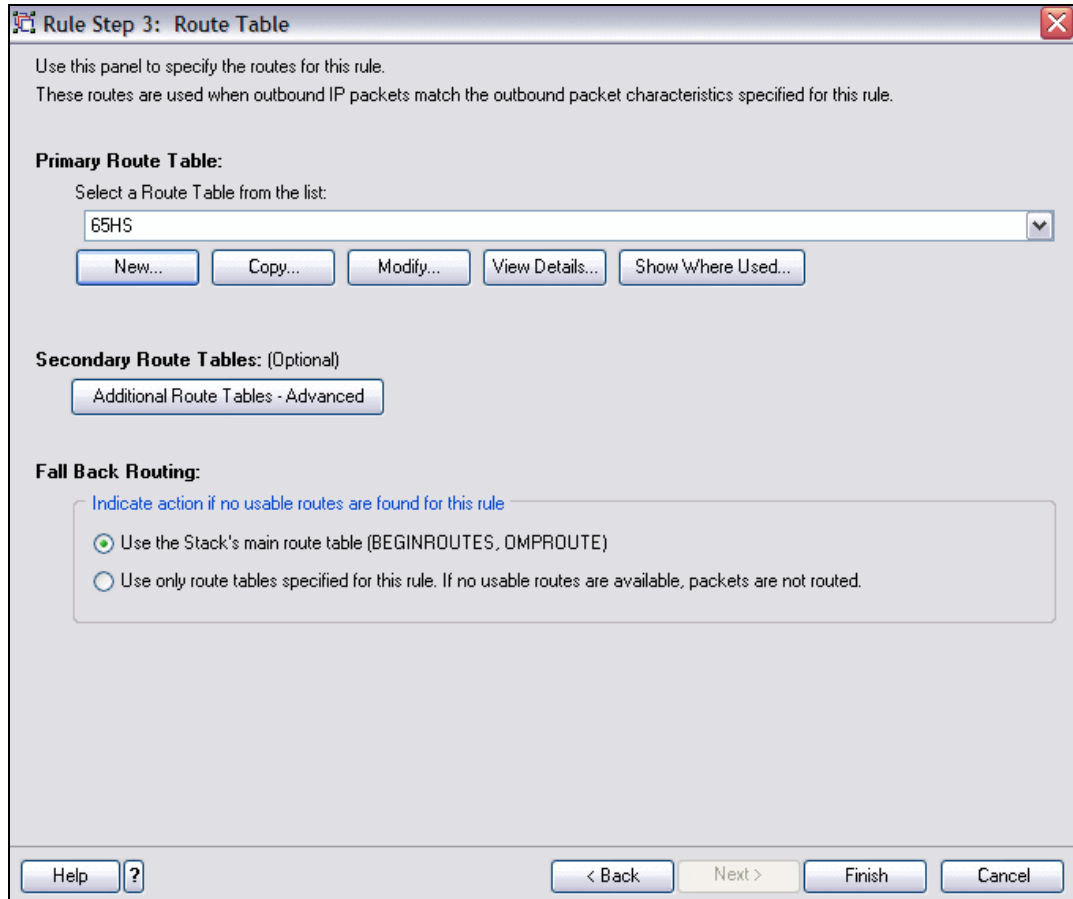 Rule Step 3: Route Table
Use this panel to specify the routes for this rule.
These routes are used when outbound IP packets match the outbound packet characteristics specified for this rule.
Primary Route Table:
Select a Route Table from the list:
65HS
New... Copy... Modify... View Details... Show Where Used...
Secondary Route Tables: (Optional)
Additional Route Tables - Advanced
Fall Back Routing:
Indicate action if no usable routes are found for this rule
Use the Stack's main route table (BEGINROUTES, OMPROUTE)
Use only route tables specified for this rule. If no usable routes are available, packets are not routed.
Help ? < Back Next > Finish Cancel